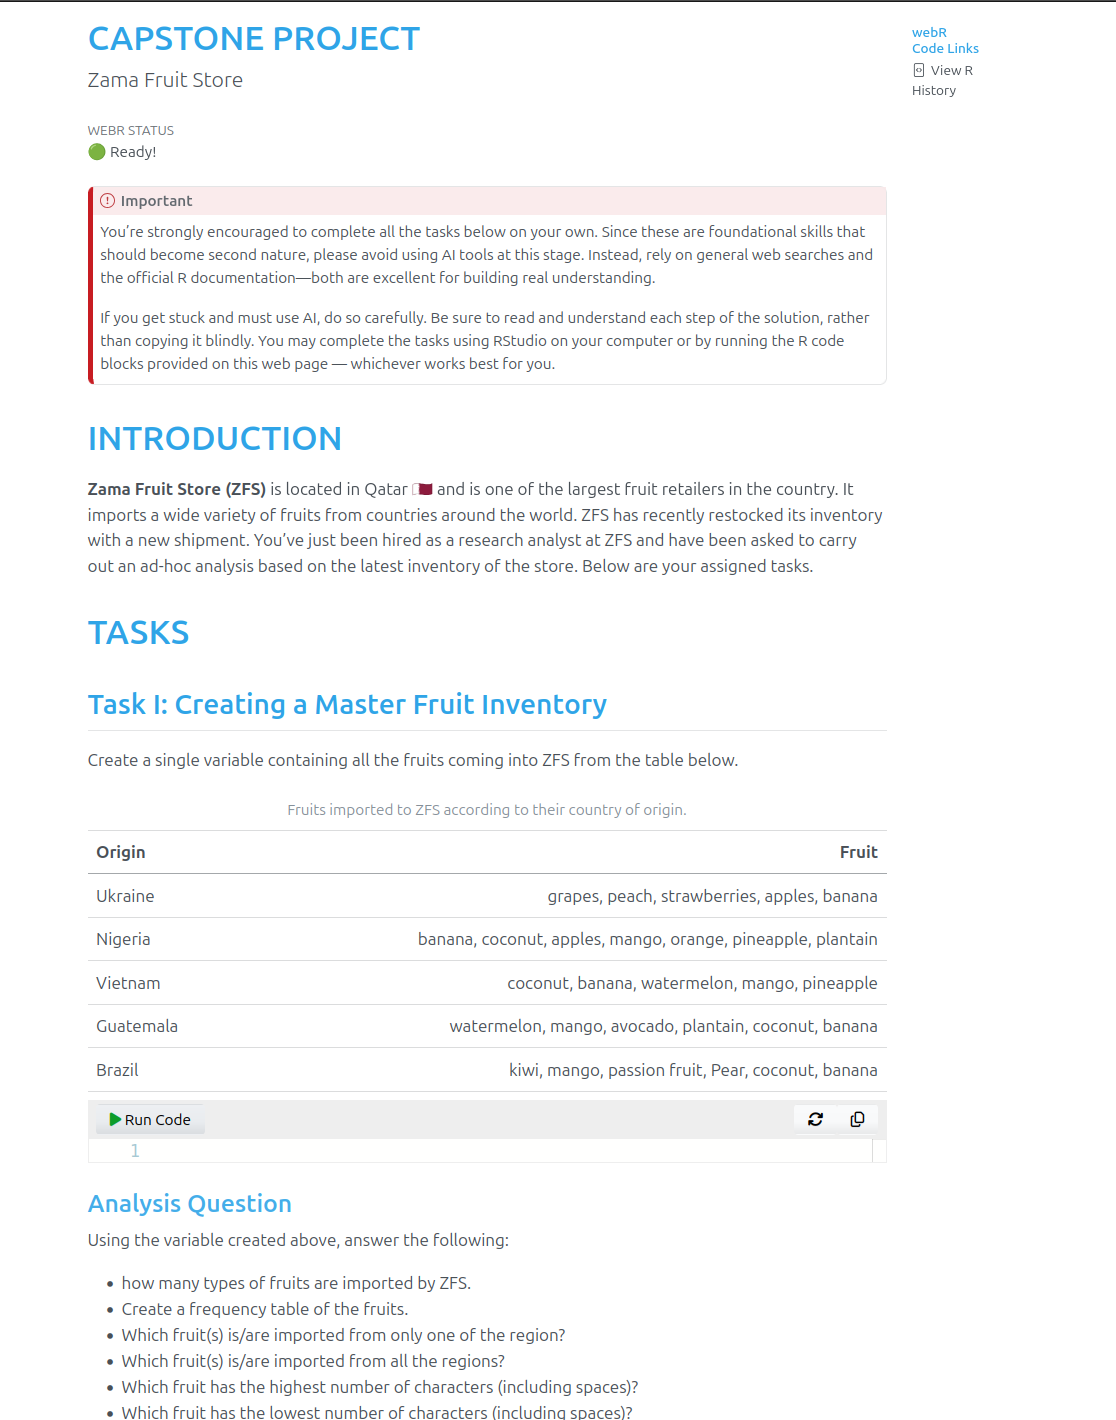 CAPSTONE PROJECT
Zama Fruit Store
webR
Code Links
View R
History
WEBR STATUS
🟢 Ready!
Important
You’re strongly encouraged to complete all the tasks below on your own. Since these are foundational skills that
should become second nature, please avoid using AI tools at this stage. Instead, rely on general web searches and
the official R documentation—both are excellent for building real understanding.
If you get stuck and must use AI, do so carefully. Be sure to read and understand each step of the solution, rather
than copying it blindly. You may complete the tasks using RStudio on your computer or by running the R code
blocks provided on this web page — whichever works best for you.
INTRODUCTION
Zama Fruit Store (ZFS) is located in Qatar 🇶🇦 and is one of the largest fruit retailers in the country. It
imports a wide variety of fruits from countries around the world. ZFS has recently restocked its inventory
with a new shipment. You’ve just been hired as a research analyst at ZFS and have been asked to carry
out an ad-hoc analysis based on the latest inventory of the store. Below are your assigned tasks.
TASKS
Task I: Creating a Master Fruit Inventory
Create a single variable containing all the fruits coming into ZFS from the table below.
Fruits imported to ZFS according to their country of origin.
Origin Fruit
Ukraine grapes, peach, strawberries, apples, banana
Nigeria banana, coconut, apples, mango, orange, pineapple, plantain
Vietnam coconut, banana, watermelon, mango, pineapple
Guatemala watermelon, mango, avocado, plantain, coconut, banana
Brazil kiwi, mango, passion fruit, Pear, coconut, banana
Run Code
1
Analysis Question
Using the variable created above, answer the following:
• how many types of fruits are imported by ZFS.
• Create a frequency table of the fruits.
• Which fruit(s) is/are imported from only one of the region?
• Which fruit(s) is/are imported from all the regions?
• Which fruit has the highest number of characters (including spaces)?
• Which fruit has the lowest number of characters (including spaces)?